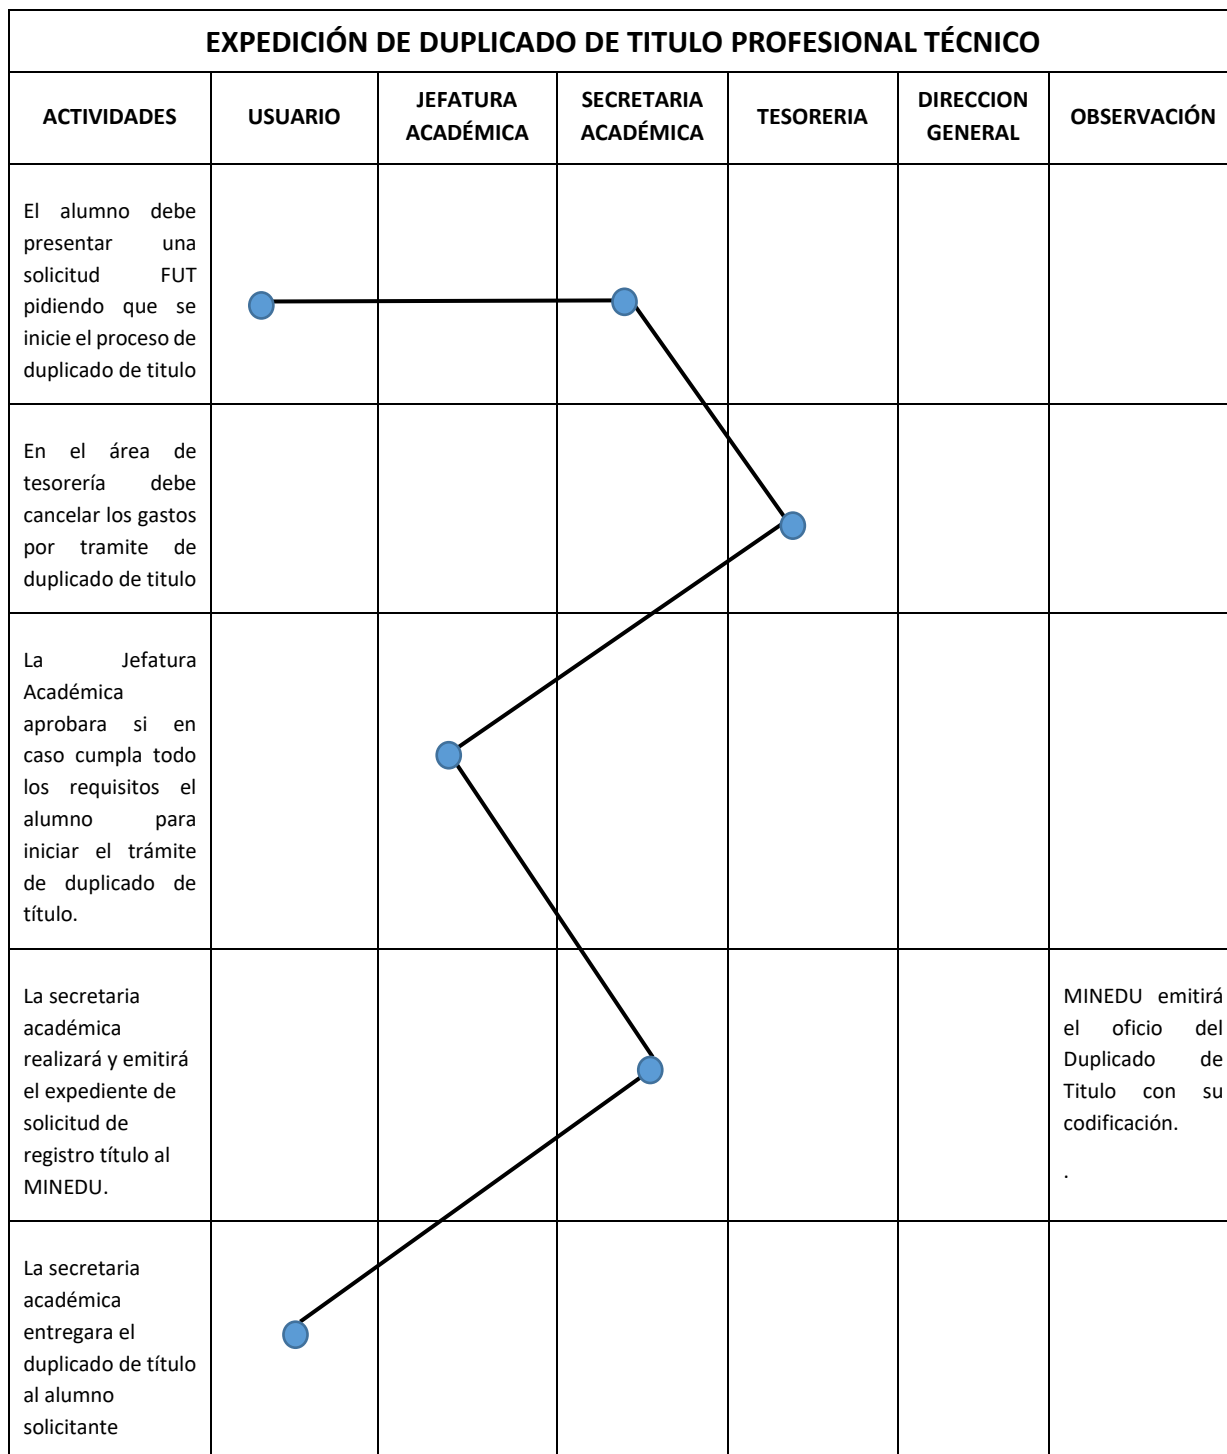 EXPEDICIÓN DE DUPLICADO DE TITULO PROFESIONAL TÉCNICO
ACTIVIDADES
USUARIO
JEFATURA
ACADÉMICA
SECRETARIA
ACADÉMICA
TESORERIA
DIRECCION
GENERAL
OBSERVACIÓN
El alumno debe
presentar una
solicitud FUT
pidiendo que se
inicie el proceso de
duplicado de titulo
En el área de
tesorería debe
cancelar los gastos
por tramite de
duplicado de titulo
La Jefatura
Académica
aprobara si en
caso cumpla todo
los requisitos el
alumno para
iniciar el trámite
de duplicado de
título.
La secretaria
académica
realizará y emitirá
el expediente de
solicitud de
registro título al
MINEDU.
MINEDU emitirá
el oficio del
Duplicado de
Titulo con su
codificación.
.
La secretaria
académica
entregara el
duplicado de título
al alumno
solicitante